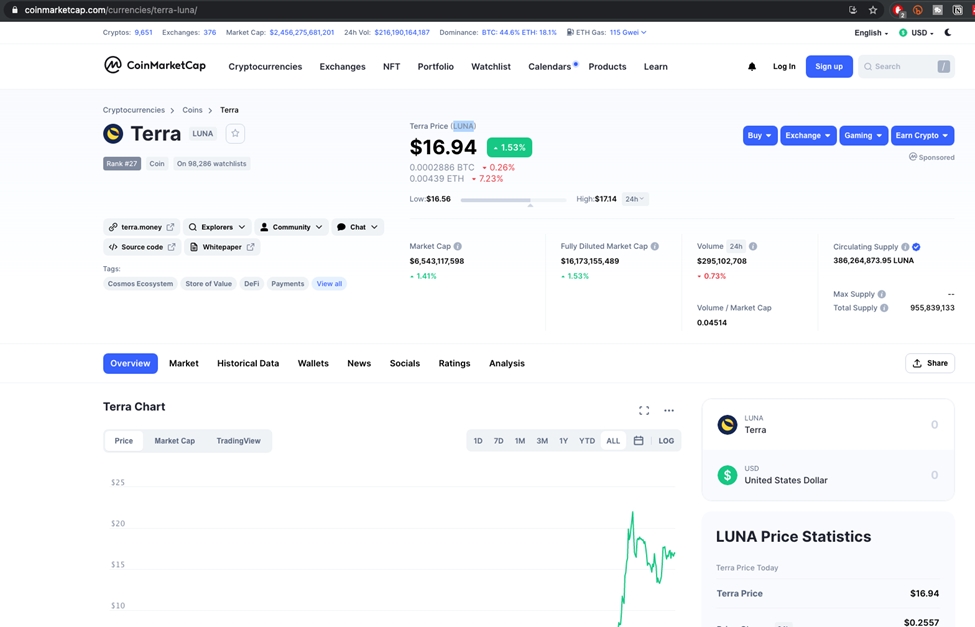 coinmarketcap.com/currencies/terra-luna/
2
Cryptos: 9,651 Exchanges: 376 Market Cap: $2,456,275,681,201 24h Vol: $216,190,164,187 Dominance: BTC: 44.6% ETH: 18.1% ETH Gas: 115 Gwei
English USD
CoinMarketCap Cryptocurrencies Exchanges NFT Portfolio Watchlist Calendars Products Learn Log In Sign up Search /
Cryptocurrencies Coins Terra
Terra LUNA
Rank #27 Coin On 98,286 watchlists
Terra Price (LUNA)
$16.94 1.53%
0.0002886 BTC 0.26%
0.00439 ETH 7.23%
Low:$16.56 High:$17.14 24h
Buy Exchange Gaming Earn Crypto
Sponsored
terra.money Explorers Community Chat
Source code Whitepaper
Tags:
Cosmos Ecosystem Store of Value DeFi Payments View all
Market Cap
$6,543,117,598
1.41%
Fully Diluted Market Cap
$16,173,155,489
1.53%
Volume 24h
$295,102,708
0.73%
Volume / Market Cap
0.04514
Circulating Supply
386,264,873.95 LUNA
Max Supply --
Total Supply 955,839,133
Overview Market Historical Data Wallets News Socials Ratings Analysis Share
Terra Chart
Price Market Cap TradingView 1D 7D 1M 3M 1Y YTD ALL LOG
$25
$20
$15
$10
LUNA
Terra 0
USD
United States Dollar 0
LUNA Price Statistics
Terra Price Today
Terra Price $16.94
$0.2557